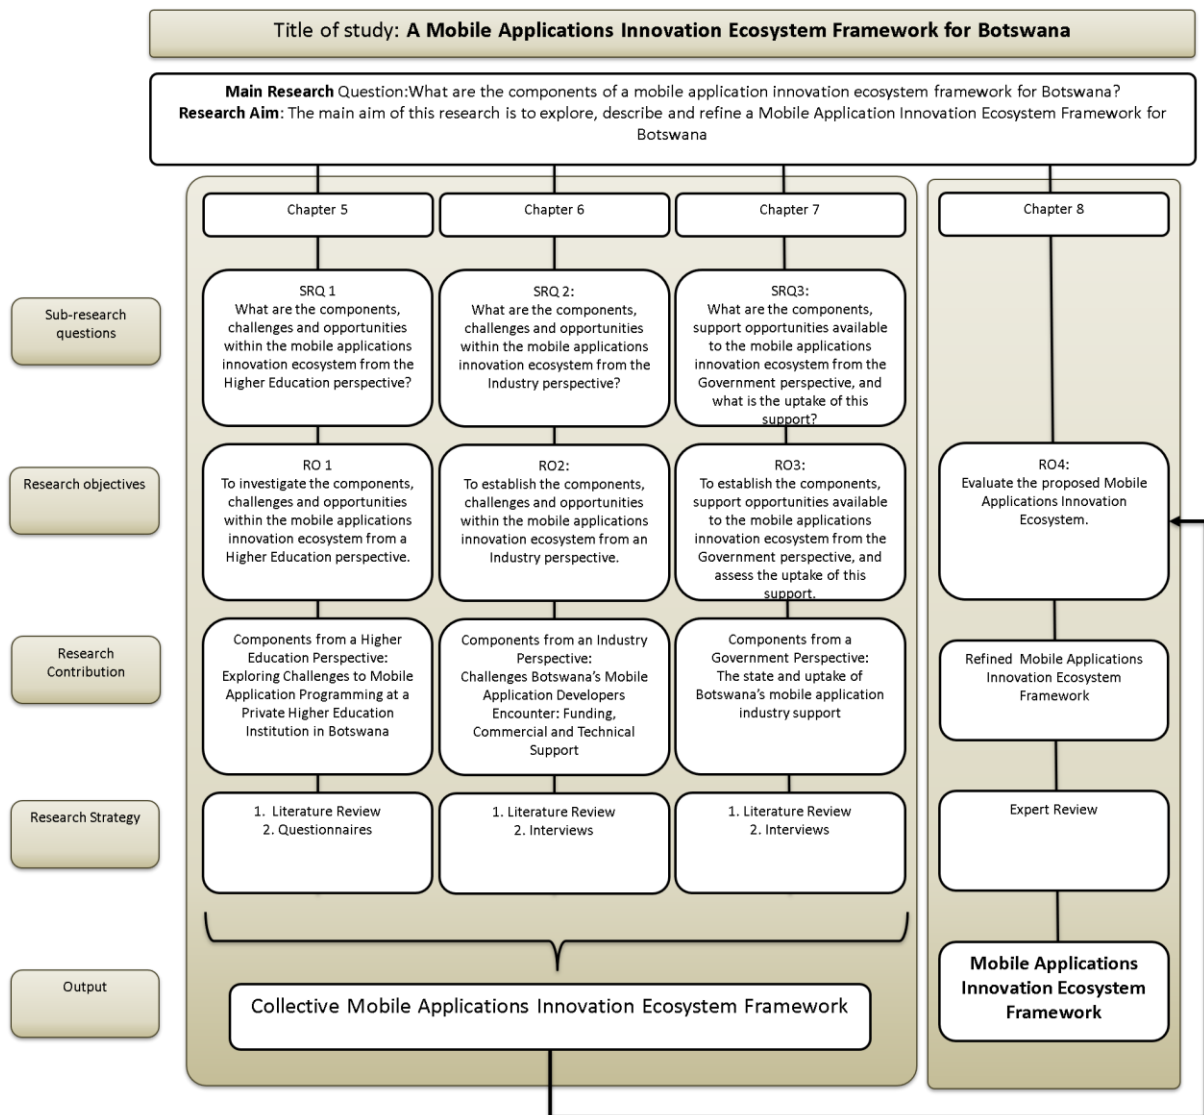 Title of study: A Mobile Applications Innovation Ecosystem Framework for Botswana
Main Research Question:What are the components of a mobile application innovation ecosystem framework for Botswana?
Research Aim: The main aim of this research is to explore, describe and refine a Mobile Application Innovation Ecosystem Framework for
Botswana
Chapter 5
Chapter 6
Chapter 7
Chapter 8
Sub-research
questions
SRQ 1
What are the components,
challenges and opportunities
within the mobile applications
innovation ecosystem from the
Higher Education perspective?
SRQ 2:
What are the components,
challenges and opportunities
within the mobile applications
innovation ecosystem from the
Industry perspective?
SRQ3:
What are the components,
support opportunities available
to the mobile applications
innovation ecosystem from the
Government perspective, and
what is the uptake of this
support?
Research objectives
RO 1
To investigate the components,
challenges and opportunities
within the mobile applications
innovation ecosystem from a
Higher Education perspective.
RO2:
To establish the components,
challenges and opportunities
within the mobile applications
innovation ecosystem from an
Industry perspective.
RO3:
To establish the components,
support opportunities available
to the mobile applications
innovation ecosystem from the
Government perspective, and
assess the uptake of this
support.
RO4:
Evaluate the proposed Mobile
Applications Innovation
Ecosystem.
Research
Contribution
Components from a Higher
Education Perspective:
Exploring Challenges to Mobile
Application Programming at a
Private Higher Education
Institution in Botswana
Components from an Industry
Perspective:
Challenges Botswana's Mobile
Application Developers
Encounter: Funding,
Commercial and Technical
Support
Components from a
Government Perspective:
The state and uptake of
Botswana's mobile application
industry support
Refined Mobile Applications
Innovation Ecosystem
Framework
Research Strategy
1. Literature Review
2. Questionnaires
1. Literature Review
2. Interviews
1. Literature Review
2. Interviews
Expert Review
Output
Collective Mobile Applications Innovation Ecosystem Framework
Mobile Applications
Innovation Ecosystem
Framework